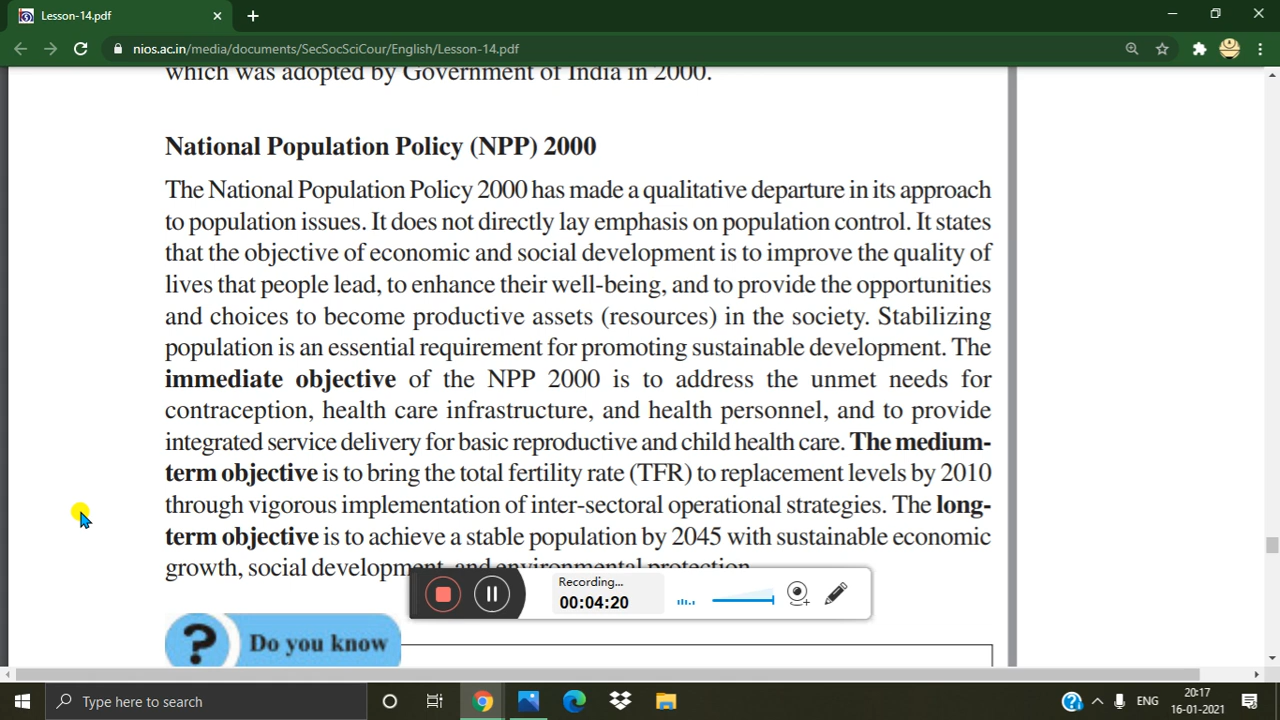 Lesson-14.pdf
nios.ac.in/media/documents/SecSocSciCour/English/Lesson-14.pdf
which was adopted by Government of India in 2000.
National Population Policy (NPP) 2000
The National Population Policy 2000 has made a qualitative departure in its approach
to population issues. It does not directly lay emphasis on population control. It states
that the objective of economic and social development is to improve the quality of
lives that people lead, to enhance their well-being, and to provide the opportunities
and choices to become productive assets (resources) in the society. Stabilizing
population is an essential requirement for promoting sustainable development. The
immediate objective of the NPP 2000 is to address the unmet needs for
contraception, health care infrastructure, and health personnel, and to provide
integrated service delivery for basic reproductive and child health care. The medium-
term objective is to bring the total fertility rate (TFR) to replacement levels by 2010
through vigorous implementation of inter-sectoral operational strategies. The long-
term objective is to achieve a stable population by 2045 with sustainable economic
growth, social development, and environmental protection.
Recording...
00:04:20
? Do you know
Type here to search
ENG
20:17
16-01-2021